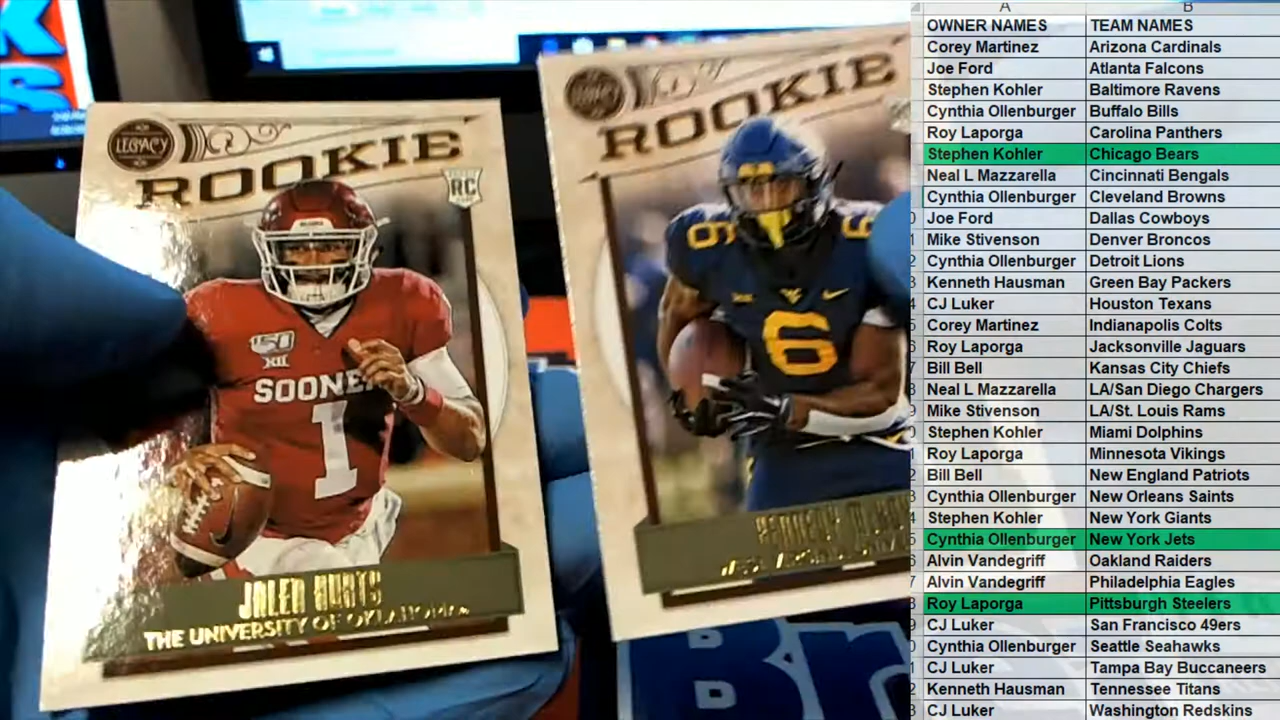 LEGACY
ROOKIE
RC
150
XII
SOONE
1
JALEN HURTS
THE UNIVERSITY OF OKLAHOMA
ROOKIE
6
6
6
Br
A B
OWNER NAMES TEAM NAMES
Corey Martinez Arizona Cardinals
Joe Ford Atlanta Falcons
Stephen Kohler Baltimore Ravens
Cynthia Ollenburger Buffalo Bills
Roy Laporga Carolina Panthers
Stephen Kohler Chicago Bears
Neal L Mazzarella Cincinnati Bengals
Cynthia Ollenburger Cleveland Browns
Joe Ford Dallas Cowboys
Mike Stivenson Denver Broncos
Cynthia Ollenburger Detroit Lions
Kenneth Hausman Green Bay Packers
CJ Luker Houston Texans
Corey Martinez Indianapolis Colts
Roy Laporga Jacksonville Jaguars
Bill Bell Kansas City Chiefs
Neal L Mazzarella LA/San Diego Chargers
Mike Stivenson LA/St. Louis Rams
Stephen Kohler Miami Dolphins
Roy Laporga Minnesota Vikings
Bill Bell New England Patriots
Cynthia Ollenburger New Orleans Saints
Stephen Kohler New York Giants
Cynthia Ollenburger New York Jets
Alvin Vandegriff Oakland Raiders
Alvin Vandegriff Philadelphia Eagles
Roy Laporga Pittsburgh Steelers
CJ Luker San Francisco 49ers
Cynthia Ollenburger Seattle Seahawks
CJ Luker Tampa Bay Buccaneers
Kenneth Hausman Tennessee Titans
CJ Luker Washington Redskins